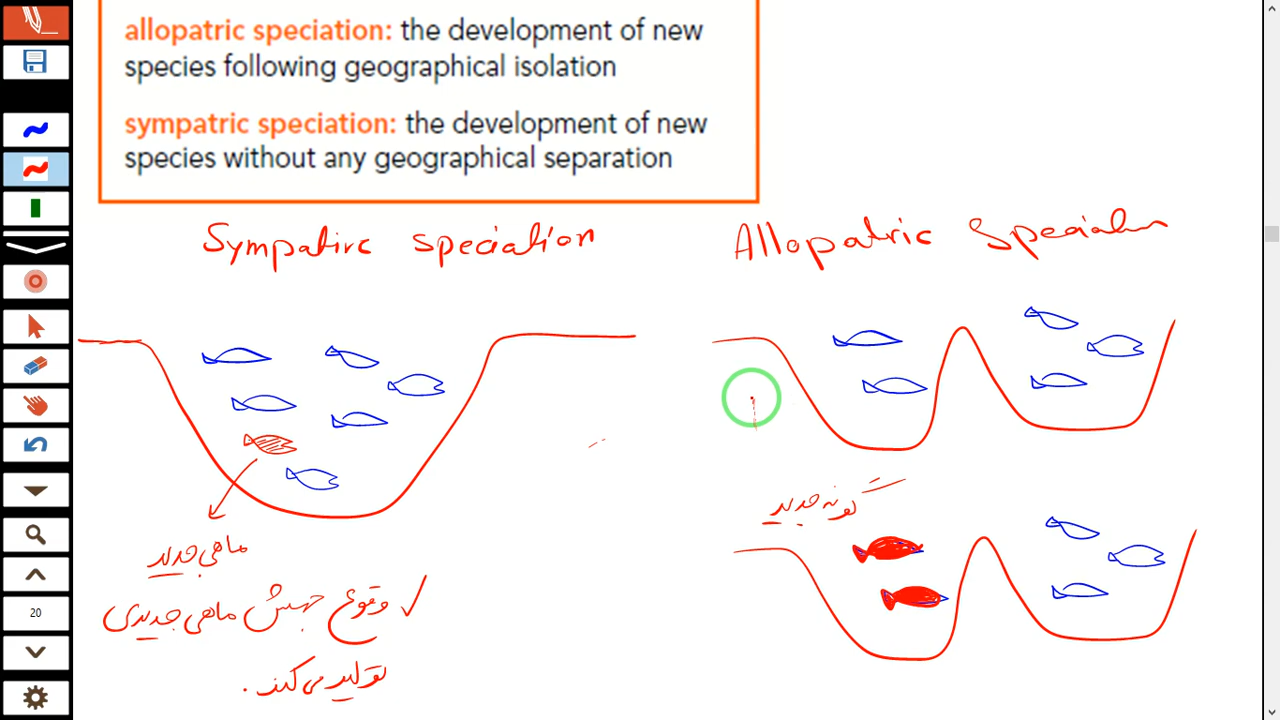 allopatric speciation: the development of new
species following geographical isolation
sympatric speciation: the development of new
species without any geographical separation
Sympatric speciation
Allopatric Speciation
گونه جدید
ماهی جدید
وقوع جهش ماهی جدیدی
تولید می‌کند.
20